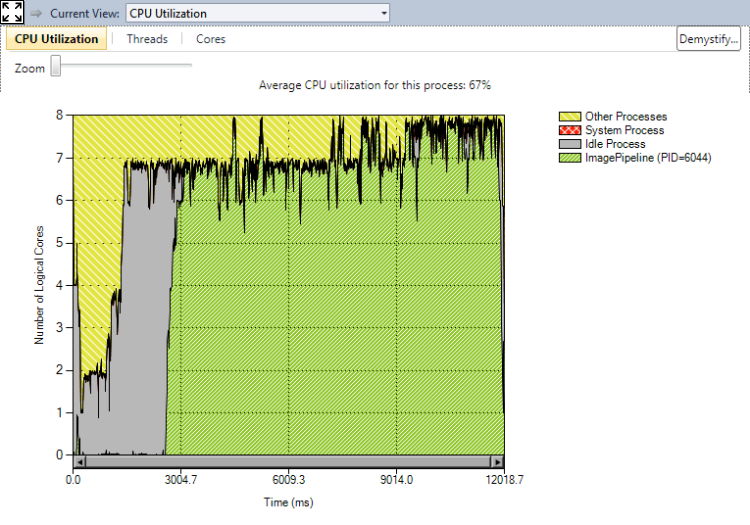 Current View: CPU Utilization
CPU Utilization Threads Cores Demystify...
Zoom
Average CPU utilization for this process: 67%
8
7
6
5
4
3
2
1
0
Number of Logical Cores
0.0 3004.7 6009.3 9014.0 12018.7
Time (ms)
Other Processes
System Process
Idle Process
ImagePipeline (PID=6044)